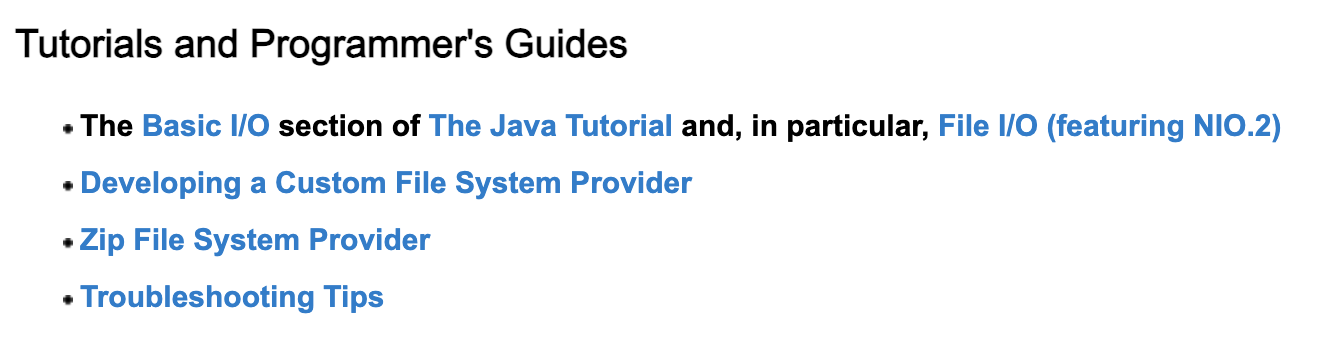 Tutorials and Programmer's Guides
• The Basic I/O section of The Java Tutorial and, in particular, File I/O (featuring NIO.2)
• Developing a Custom File System Provider
• Zip File System Provider
• Troubleshooting Tips